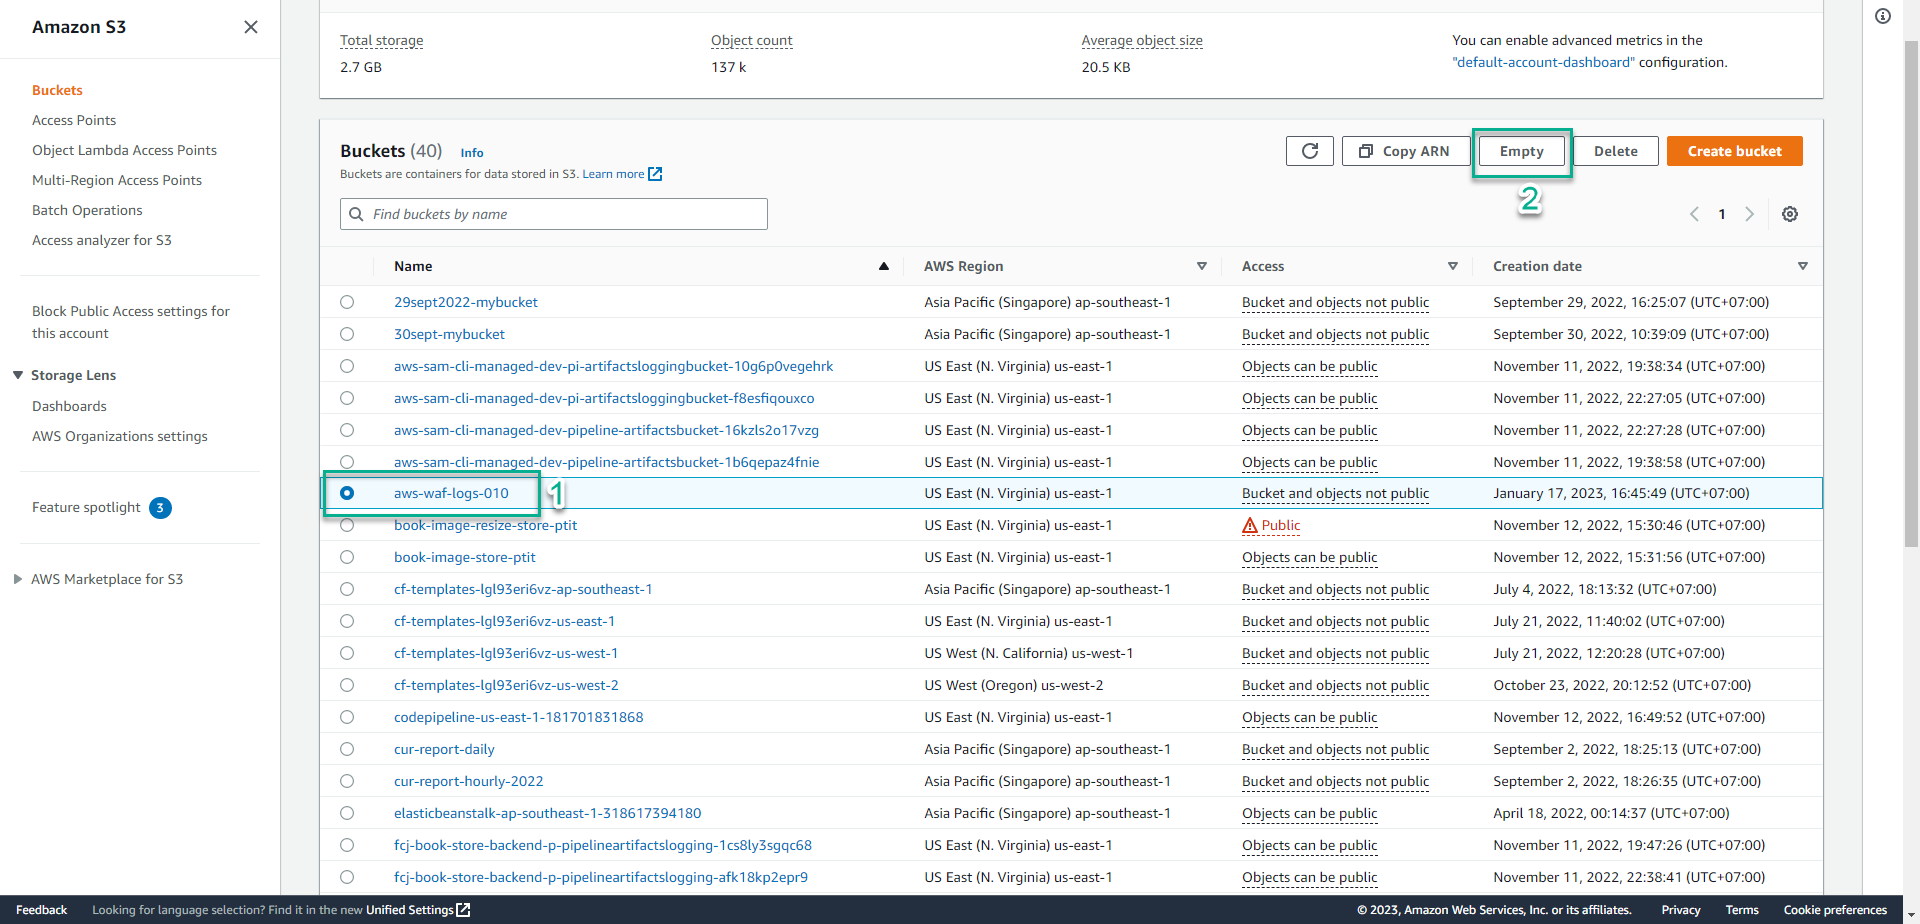 Amazon S3
Buckets
Access Points
Object Lambda Access Points
Multi-Region Access Points
Batch Operations
Access analyzer for S3
Block Public Access settings for
this account
Storage Lens
Dashboards
AWS Organizations settings
Feature spotlight 3
AWS Marketplace for S3
Total storage
2.7 GB
Object count
137 k
Average object size
20.5 KB
You can enable advanced metrics in the
"default-account-dashboard" configuration.
Buckets (40) Info
Buckets are containers for data stored in S3. Learn more
Copy ARN
Empty
Delete
Create bucket
2
Find buckets by name
1
Name AWS Region Access Creation date
29sept2022-mybucket Asia Pacific (Singapore) ap-southeast-1 Bucket and objects not public September 29, 2022, 16:25:07 (UTC+07:00)
30sept-mybucket Asia Pacific (Singapore) ap-southeast-1 Bucket and objects not public September 30, 2022, 10:39:09 (UTC+07:00)
aws-sam-cli-managed-dev-pi-artifactsloggingbucket-10g6p0vegehrk US East (N. Virginia) us-east-1 Objects can be public November 11, 2022, 19:38:34 (UTC+07:00)
aws-sam-cli-managed-dev-pi-artifactsloggingbucket-f8esfiqouxco US East (N. Virginia) us-east-1 Objects can be public November 11, 2022, 22:27:05 (UTC+07:00)
aws-sam-cli-managed-dev-pipeline-artifactsbucket-16kzls2o17vzg US East (N. Virginia) us-east-1 Objects can be public November 11, 2022, 22:27:28 (UTC+07:00)
aws-sam-cli-managed-dev-pipeline-artifactsbucket-1b6qepaz4fnie US East (N. Virginia) us-east-1 Objects can be public November 11, 2022, 19:38:58 (UTC+07:00)
aws-waf-logs-010 1 US East (N. Virginia) us-east-1 Bucket and objects not public January 17, 2023, 16:45:49 (UTC+07:00)
book-image-resize-store-ptit US East (N. Virginia) us-east-1 Public November 12, 2022, 15:30:46 (UTC+07:00)
book-image-store-ptit US East (N. Virginia) us-east-1 Objects can be public November 12, 2022, 15:31:56 (UTC+07:00)
cf-templates-lgl93eri6vz-ap-southeast-1 Asia Pacific (Singapore) ap-southeast-1 Bucket and objects not public July 4, 2022, 18:13:32 (UTC+07:00)
cf-templates-lgl93eri6vz-us-east-1 US East (N. Virginia) us-east-1 Bucket and objects not public July 21, 2022, 11:40:02 (UTC+07:00)
cf-templates-lgl93eri6vz-us-west-1 US West (N. California) us-west-1 Bucket and objects not public July 21, 2022, 12:20:28 (UTC+07:00)
cf-templates-lgl93eri6vz-us-west-2 US West (Oregon) us-west-2 Bucket and objects not public October 23, 2022, 20:12:52 (UTC+07:00)
codepipeline-us-east-1-181701831868 US East (N. Virginia) us-east-1 Objects can be public November 12, 2022, 16:49:52 (UTC+07:00)
cur-report-daily Asia Pacific (Singapore) ap-southeast-1 Bucket and objects not public September 2, 2022, 18:25:13 (UTC+07:00)
cur-report-hourly-2022 Asia Pacific (Singapore) ap-southeast-1 Bucket and objects not public September 2, 2022, 18:26:35 (UTC+07:00)
elasticbeanstalk-ap-southeast-1-318617394180 Asia Pacific (Singapore) ap-southeast-1 Objects can be public April 18, 2022, 00:14:37 (UTC+07:00)
fcj-book-store-backend-p-pipelineartifactslogging-1cs8ly3sgqc68 US East (N. Virginia) us-east-1 Objects can be public November 11, 2022, 19:47:26 (UTC+07:00)
fcj-book-store-backend-p-pipelineartifactslogging-afk18kp2epr9 US East (N. Virginia) us-east-1 Objects can be public November 11, 2022, 22:38:41 (UTC+07:00)
Feedback Looking for language selection? Find it in the new Unified Settings © 2023, Amazon Web Services, Inc. or its affiliates. Privacy Terms Cookie preferences